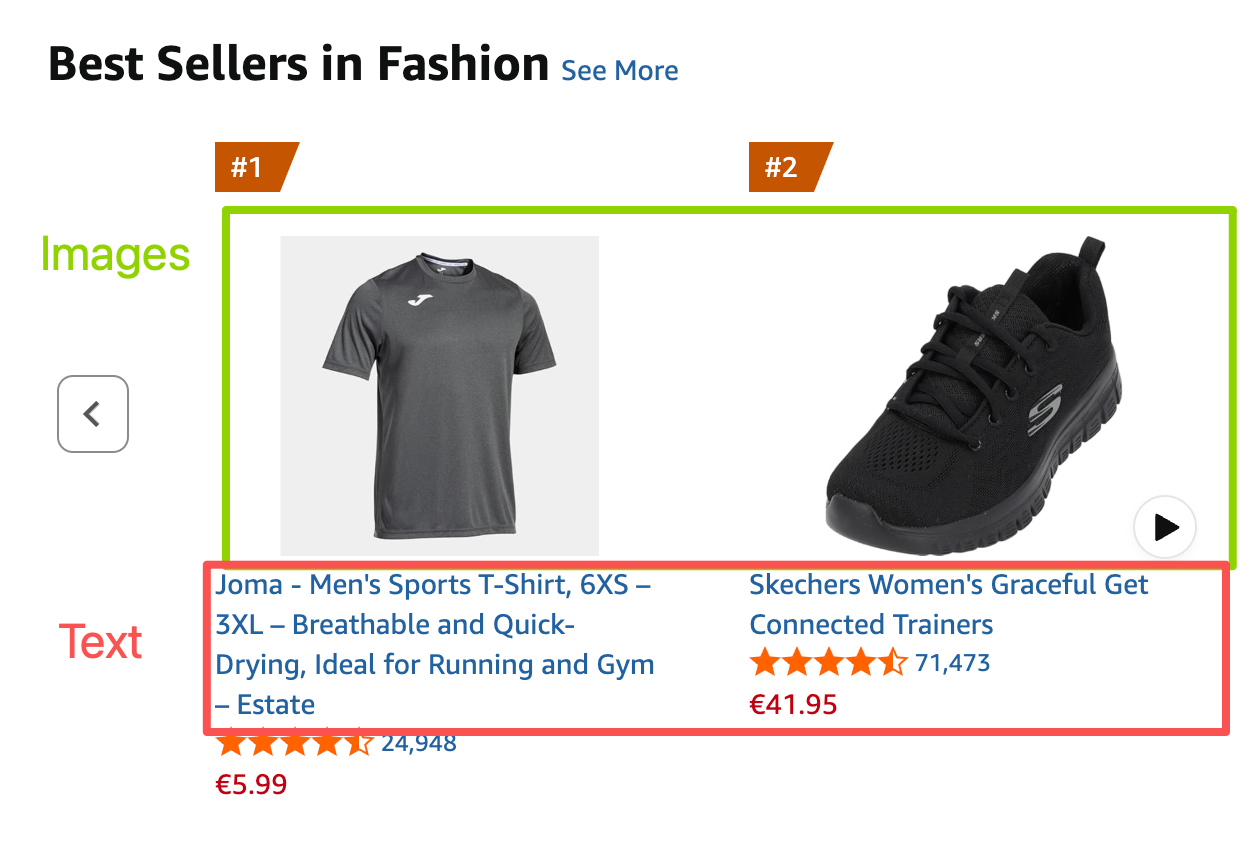 Best Sellers in Fashion See More
#1
#2
Images
Text
Joma - Men's Sports T-Shirt, 6XS –
3XL – Breathable and Quick-
Drying, Ideal for Running and Gym
– Estate
24,948
€5.99
Skechers Women's Graceful Get
Connected Trainers
71,473
€41.95